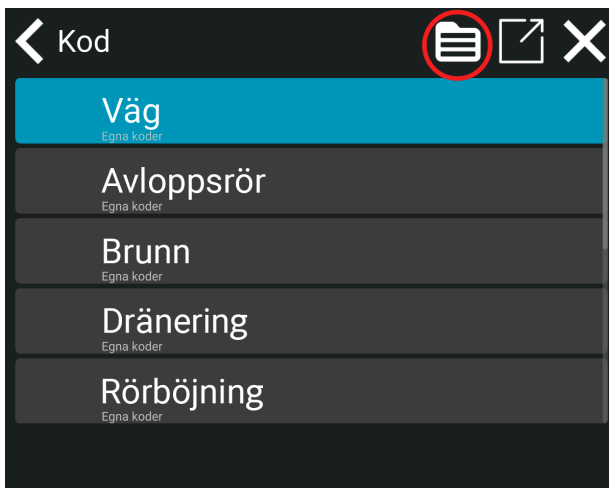 Kod
Väg
Egna koder
Avloppsrör
Egna koder
Brunn
Egna koder
Dränering
Egna koder
Rörböjning
Egna koder